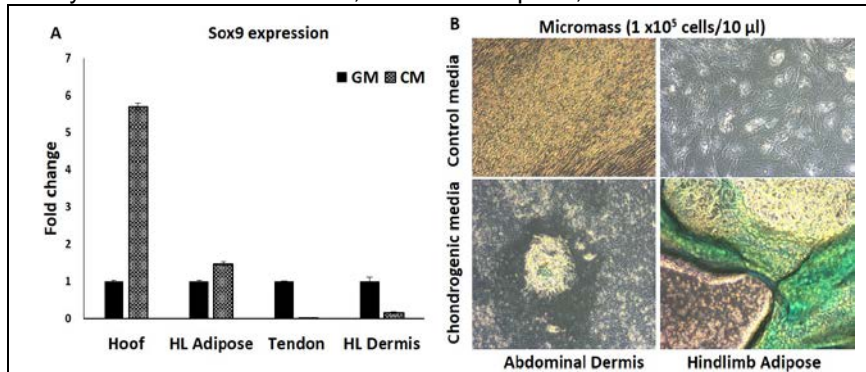 A
Sox9 expression
7
6
5
4
3
2
1
0
Fold change
GM CM
Hoof HL Adipose Tendon HL Dermis
B
Micromass (1 x10⁵ cells/10 µl)
Control media
Chondrogenic media
Abdominal Dermis Hindlimb Adipose